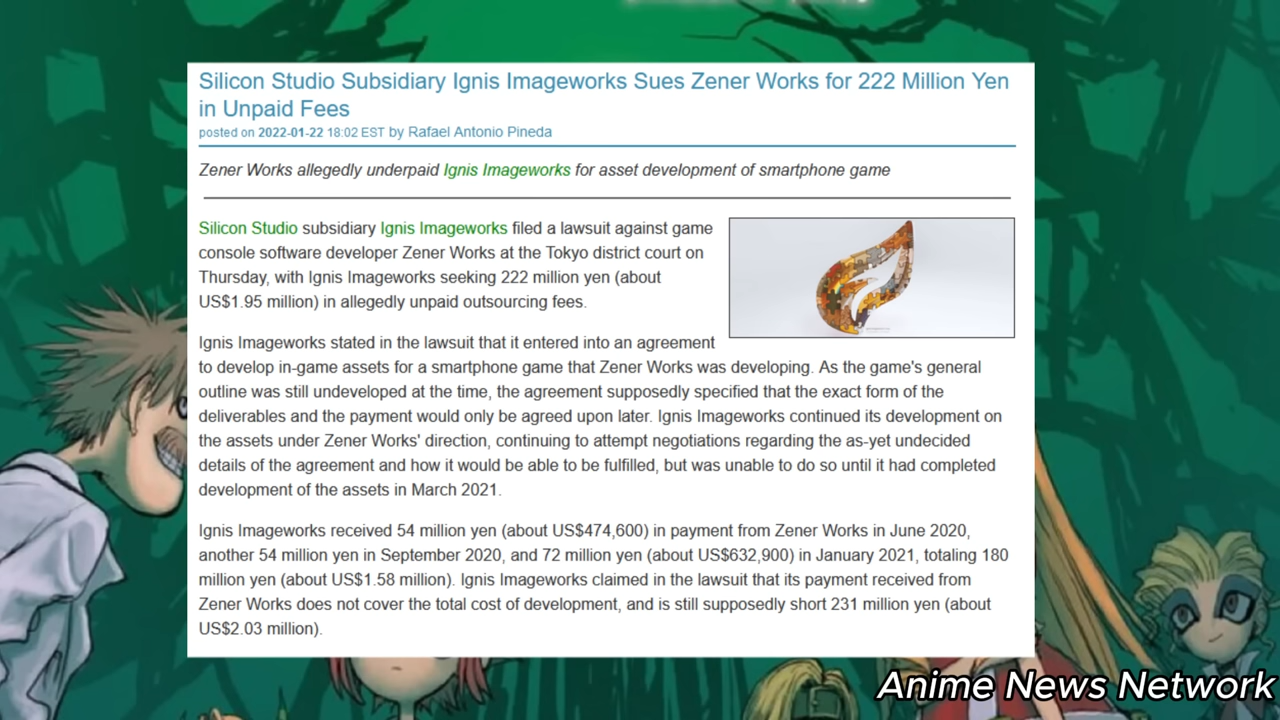 Silicon Studio Subsidiary Ignis Imageworks Sues Zener Works for 222 Million Yen
in Unpaid Fees
posted on 2022-01-22 18:02 EST by Rafael Antonio Pineda
Zener Works allegedly underpaid Ignis Imageworks for asset development of smartphone game
Silicon Studio subsidiary Ignis Imageworks filed a lawsuit against game
console software developer Zener Works at the Tokyo district court on
Thursday, with Ignis Imageworks seeking 222 million yen (about
US$1.95 million) in allegedly unpaid outsourcing fees.
Ignis Imageworks stated in the lawsuit that it entered into an agreement
to develop in-game assets for a smartphone game that Zener Works was developing. As the game's general
outline was still undeveloped at the time, the agreement supposedly specified that the exact form of the
deliverables and the payment would only be agreed upon later. Ignis Imageworks continued its development on
the assets under Zener Works' direction, continuing to attempt negotiations regarding the as-yet undecided
details of the agreement and how it would be able to be fulfilled, but was unable to do so until it had completed
development of the assets in March 2021.
Ignis Imageworks received 54 million yen (about US$474,600) in payment from Zener Works in June 2020,
another 54 million yen in September 2020, and 72 million yen (about US$632,900) in January 2021, totaling 180
million yen (about US$1.58 million). Ignis Imageworks claimed in the lawsuit that its payment received from
Zener Works does not cover the total cost of development, and is still supposedly short 231 million yen (about
US$2.03 million).
Anime News Network